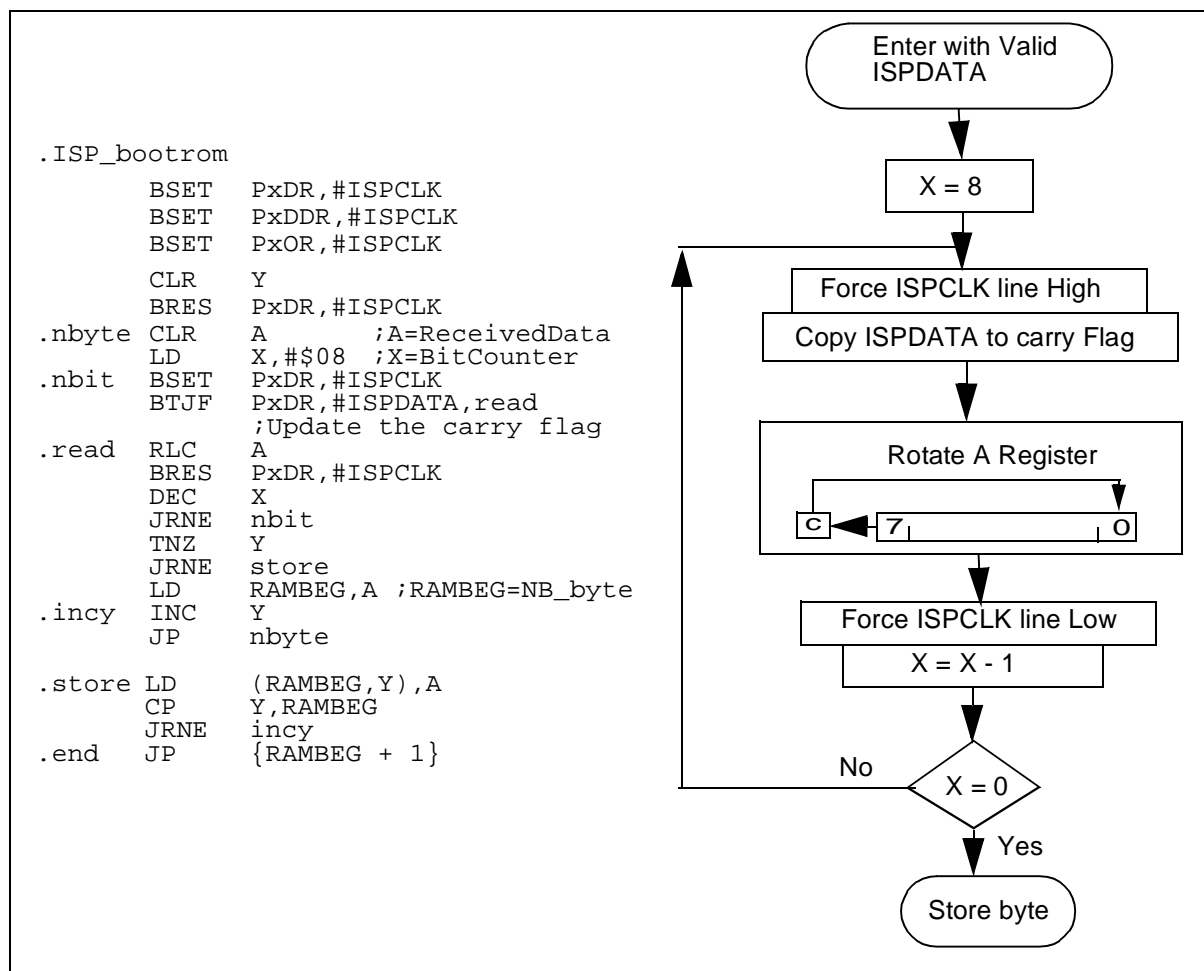 .ISP_bootrom
BSET PxDR,#ISPCLK
BSET PxDDR,#ISPCLK
BSET PxOR,#ISPCLK
CLR Y
BRES PxDR,#ISPCLK
.nbyte CLR A ;A=ReceivedData
LD X,#$08 ;X=BitCounter
.nbit BSET PxDR,#ISPCLK
BTJF PxDR,#ISPDATA,read
;Update the carry flag
.read RLC A
BRES PxDR,#ISPCLK
DEC X
JRNE nbit
TNZ Y
JRNE store
LD RAMBEG,A ;RAMBEG=NB_byte
.incy INC Y
JP nbyte
.store LD (RAMBEG,Y),A
CP Y,RAMBEG
JRNE incy
.end JP {RAMBEG + 1}
Enter with Valid
ISPDATA
X = 8
Force ISPCLK line High
Copy ISPDATA to carry Flag
Rotate A Register
C 7 0
Force ISPCLK line Low
X = X - 1
No
X = 0
Yes
Store byte